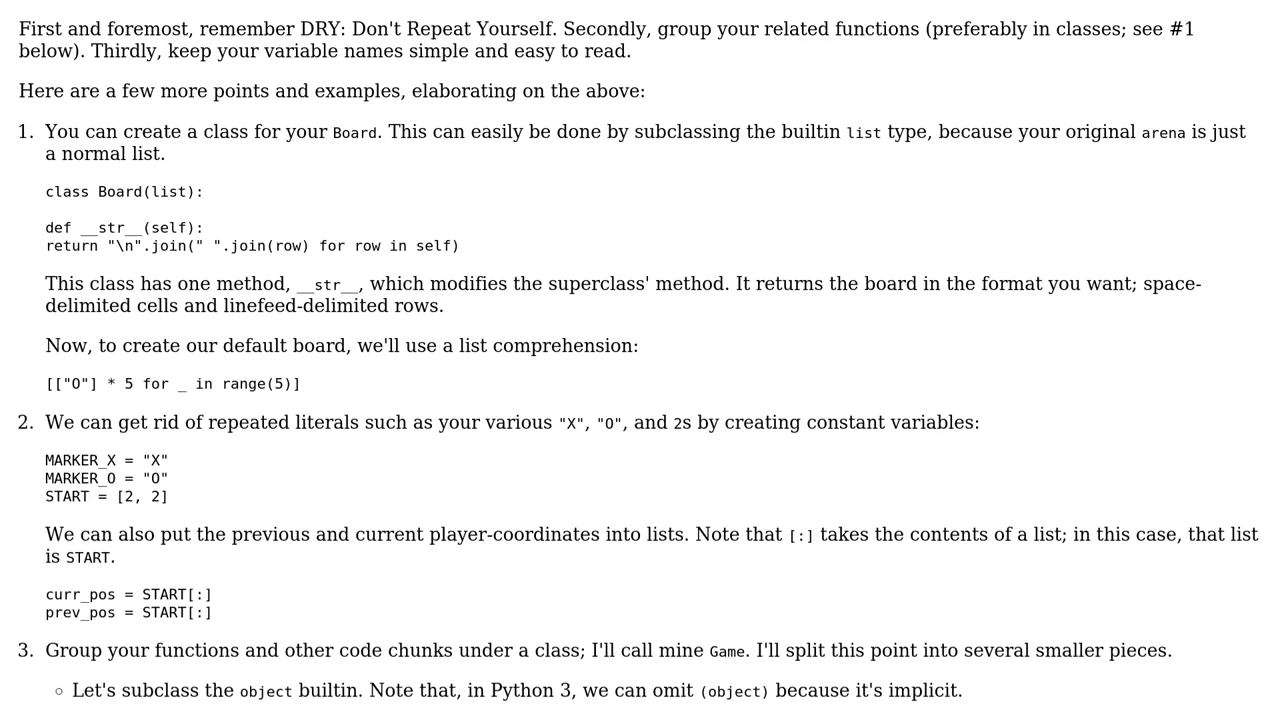 First and foremost, remember DRY: Don't Repeat Yourself. Secondly, group your related functions (preferably in classes; see #1
below). Thirdly, keep your variable names simple and easy to read.
Here are a few more points and examples, elaborating on the above:
1. You can create a class for your Board. This can easily be done by subclassing the builtin list type, because your original arena is just
a normal list.
class Board(list):
def __str__(self):
return "\n".join(" ".join(row) for row in self)
This class has one method, __str__, which modifies the superclass' method. It returns the board in the format you want; space-
delimited cells and linefeed-delimited rows.
Now, to create our default board, we'll use a list comprehension:
[["O"] * 5 for _ in range(5)]
2. We can get rid of repeated literals such as your various "X", "O", and 2s by creating constant variables:
MARKER_X = "X"
MARKER_O = "O"
START = [2, 2]
We can also put the previous and current player-coordinates into lists. Note that [:] takes the contents of a list; in this case, that list
is START.
curr_pos = START[:]
prev_pos = START[:]
3. Group your functions and other code chunks under a class; I'll call mine Game. I'll split this point into several smaller pieces.
◦ Let's subclass the object builtin. Note that, in Python 3, we can omit (object) because it's implicit.